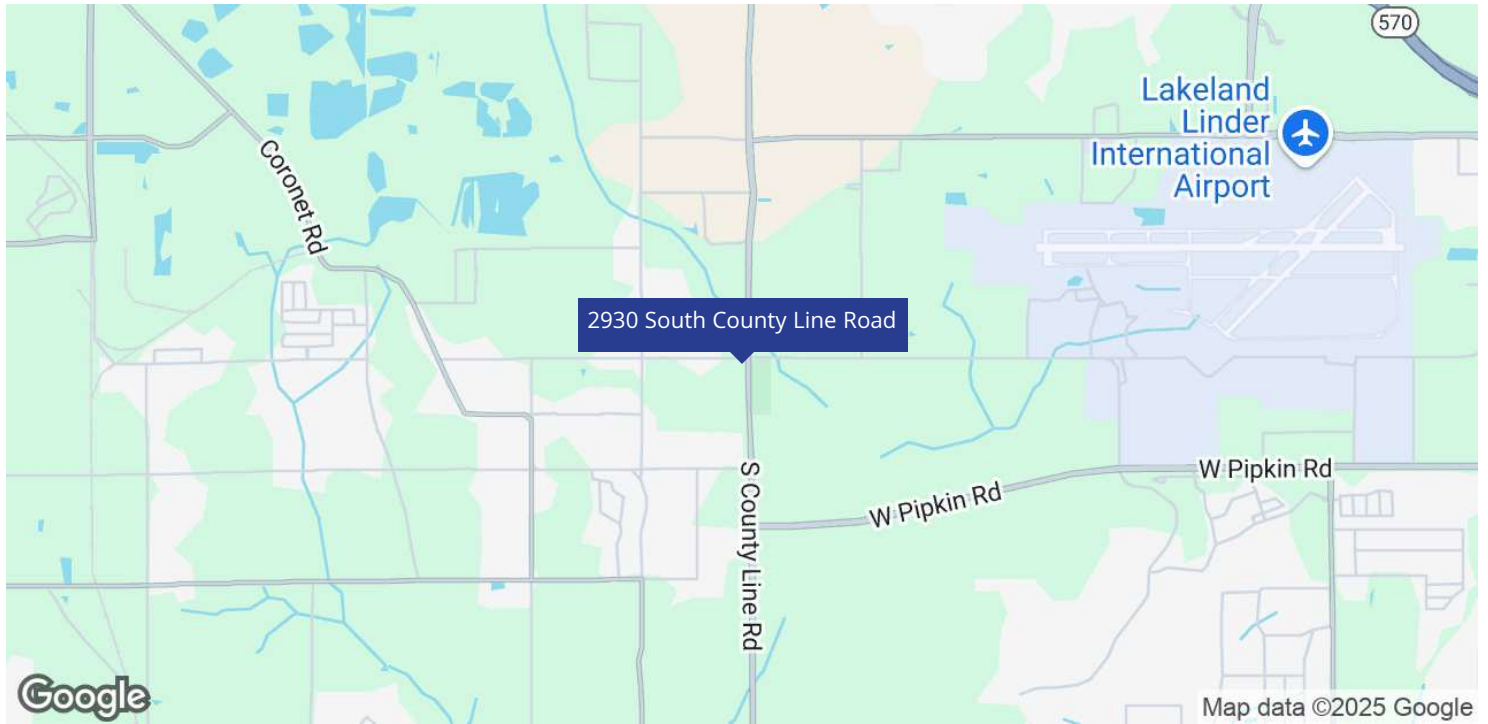 570
Lakeland
Linder
International
Airport
Coronet Rd
2930 South County Line Road
W Pipkin Rd
W Pipkin Rd
S County Line Rd
Google
Map data ©2025 Google